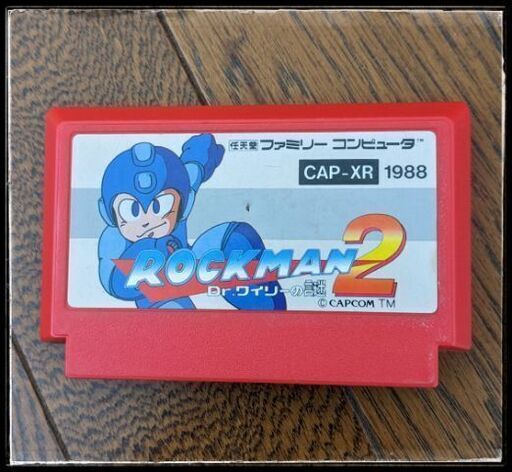 任天堂 ファミリー コンピュータ™
CAP-XR 1988
ROCKMAN 2
Dr.ワイリーの謎
©CAPCOM TM